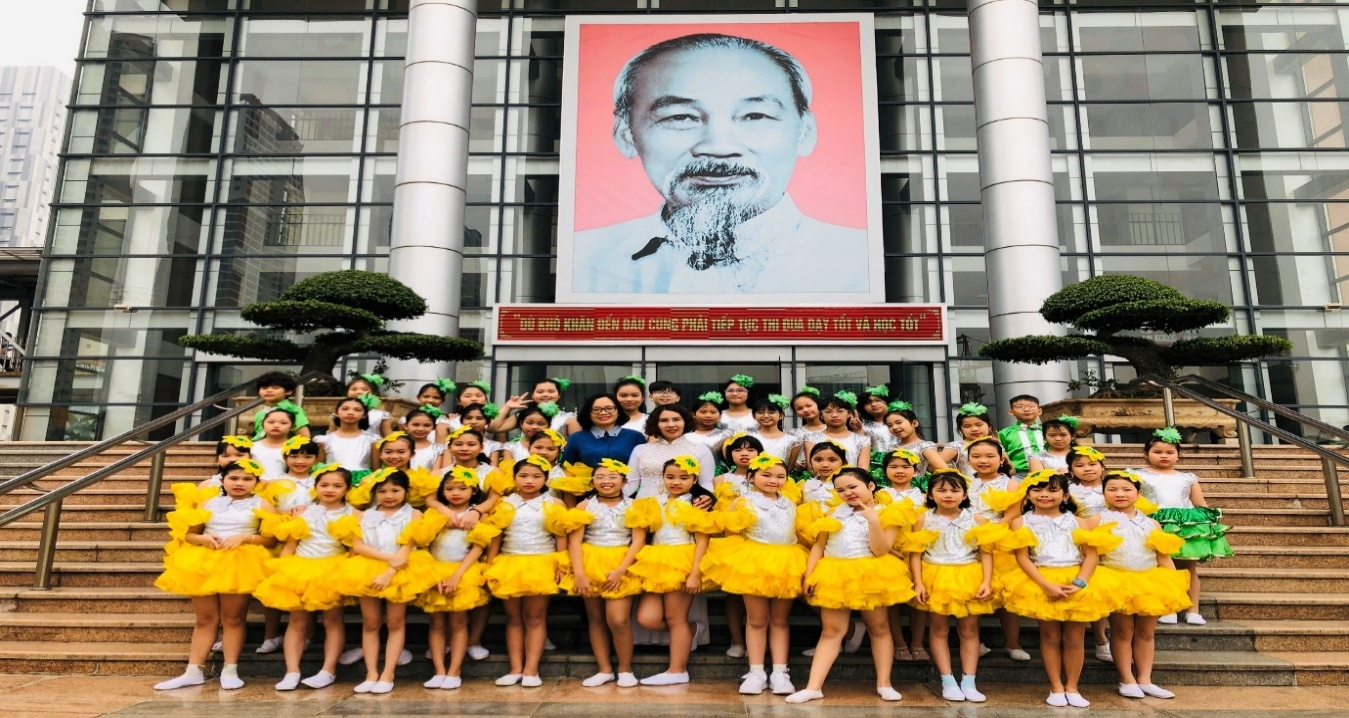 "DÙ KHÓ KHĂN ĐẾN ĐÂU CŨNG PHẢI TIẾP TỤC THI ĐUA DẠY TỐT VÀ HỌC TỐT"